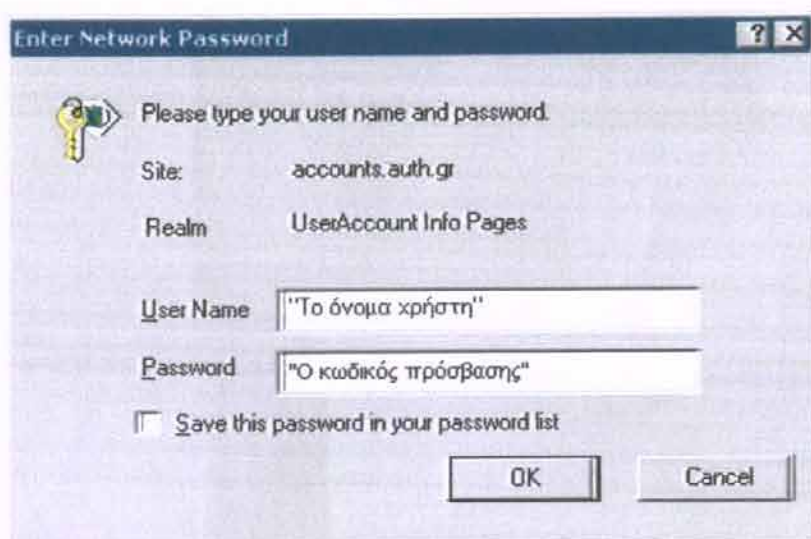 Enter Network Password
Please type your user name and password.
Site: accounts.auth.gr
Realm UserAccount Info Pages
User Name "Το όνομα χρήστη"
Password "Ο κωδικός πρόσβασης"
Save this password in your password list
OK Cancel